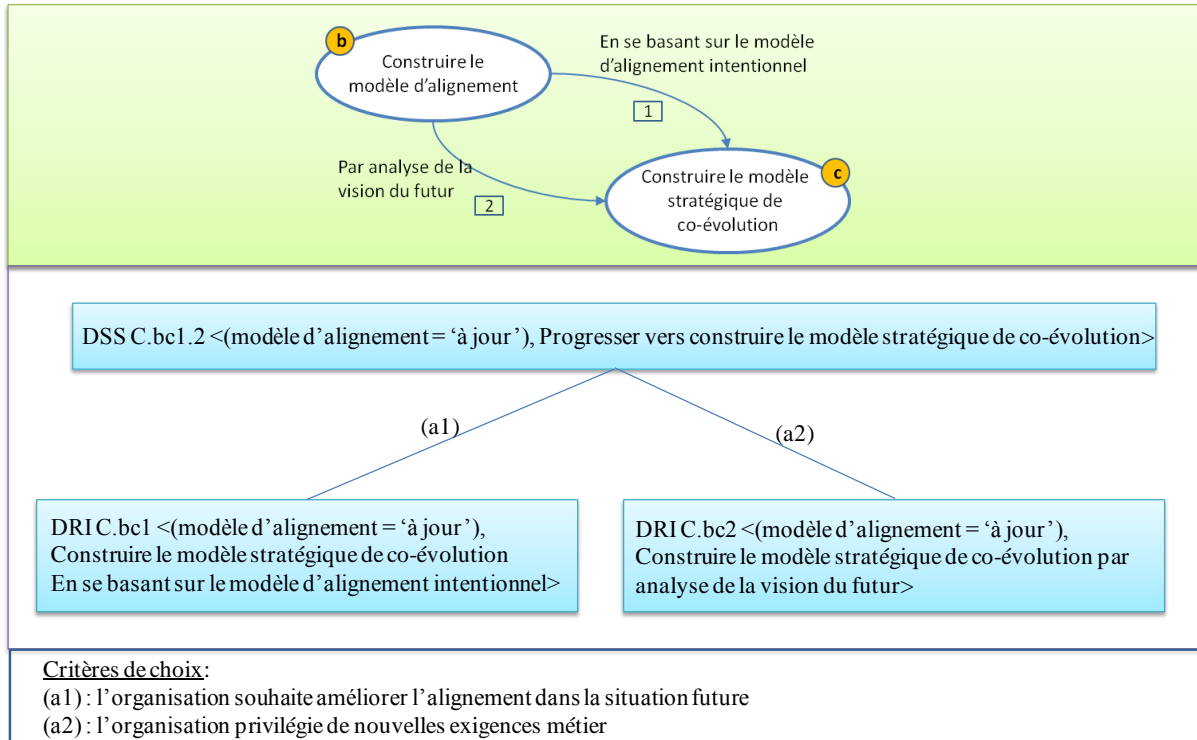 b
Construire le
modèle d'alignement
En se basant sur le modèle
d'alignement intentionnel
1
Par analyse de la
vision du futur
2
c
Construire le modèle
stratégique de
co-évolution
DSS C.bc1.2 <(modèle d'alignement = ‘à jour’), Progresser vers construire le modèle stratégique de co-évolution>
(a1)
(a2)
DRI C.bc1 <(modèle d'alignement = ‘à jour’),
Construire le modèle stratégique de co-évolution
En se basant sur le modèle d'alignement intentionnel>
DRI C.bc2 <(modèle d'alignement = ‘à jour’),
Construire le modèle stratégique de co-évolution par
analyse de la vision du futur>
Critères de choix:
(a1) : l'organisation souhaite améliorer l'alignement dans la situation future
(a2) : l'organisation privilégie de nouvelles exigences métier